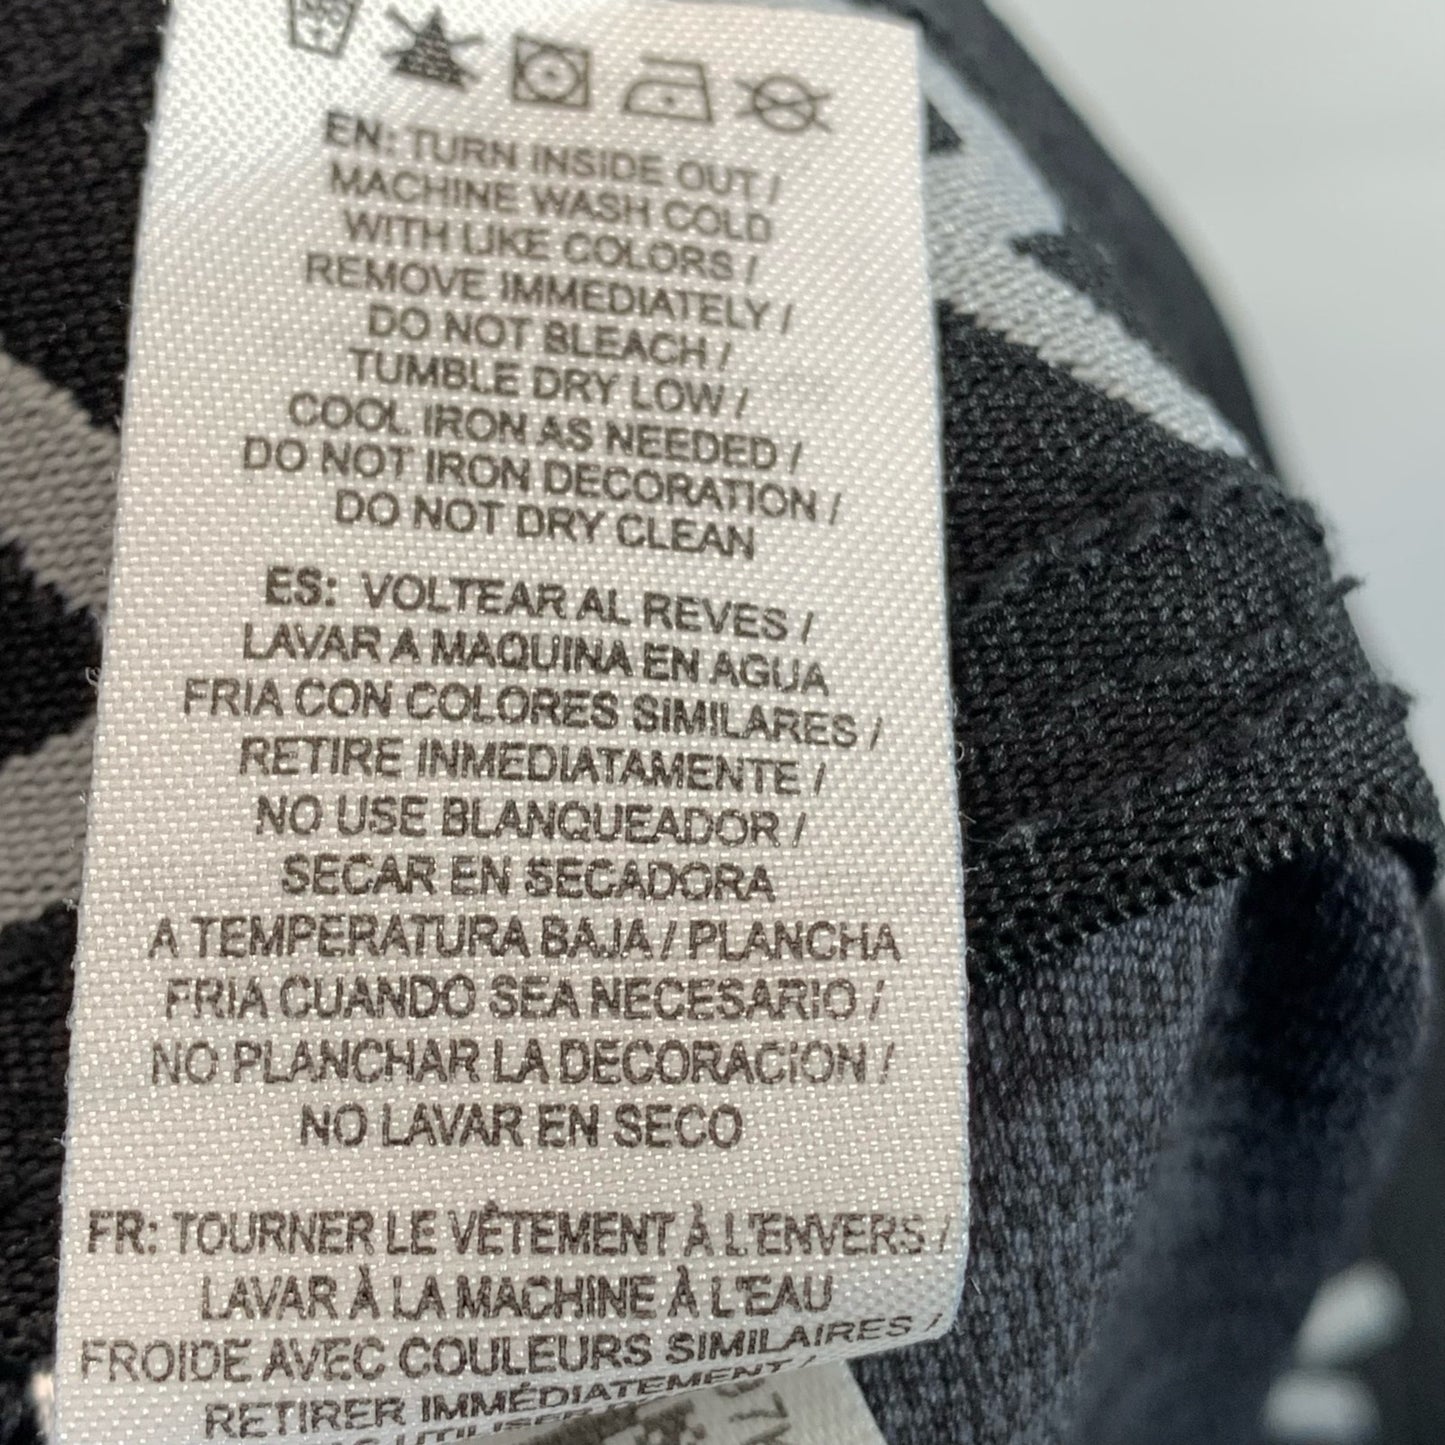 EN: TURN INSIDE OUT /
MACHINE WASH COLD
WITH LIKE COLORS /
REMOVE IMMEDIATELY /
DO NOT BLEACH /
TUMBLE DRY LOW /
COOL IRON AS NEEDED /
DO NOT IRON DECORATION /
DO NOT DRY CLEAN
ES: VOLTEAR AL REVES /
LAVAR A MAQUINA EN AGUA
FRIA CON COLORES SIMILARES /
RETIRE INMEDIATAMENTE /
NO USE BLANQUEADOR /
SECAR EN SECADORA
A TEMPERATURA BAJA / PLANCHA
FRIA CUANDO SEA NECESARIO /
NO PLANCHAR LA DECORACION /
NO LAVAR EN SECO
FR: TOURNER LE VÊTEMENT À L'ENVERS /
LAVAR À LA MACHINE À L'EAU
FROIDE AVEC COULEURS SIMILAIRES /
RETIRER IMMÉDIATEMENT /